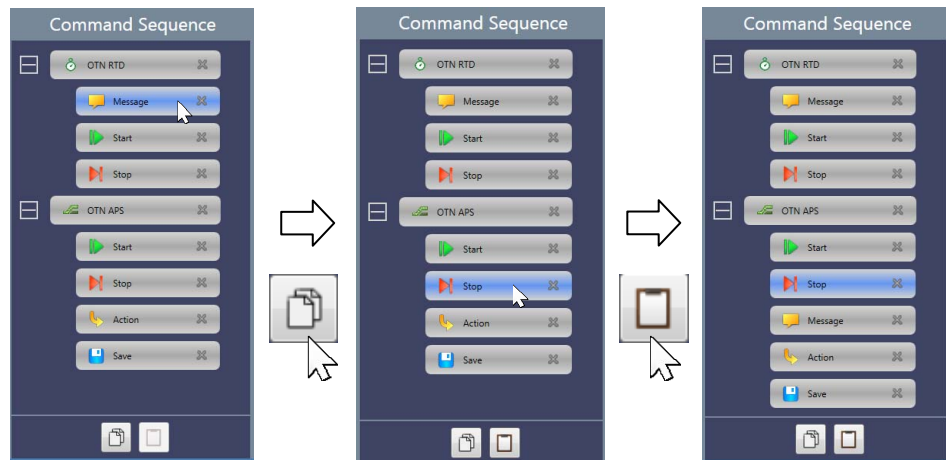 Command Sequence
OTN RTD
Message
Start
Stop
OTN APS
Start
Stop
Action
Save
Command Sequence
OTN RTD
Message
Start
Stop
OTN APS
Start
Stop
Action
Save
Command Sequence
OTN RTD
Message
Start
Stop
OTN APS
Start
Stop
Message
Action
Save